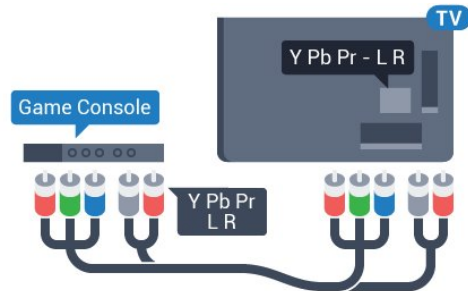 TV
Y Pb Pr - L R
Game Console
Y Pb Pr
L R